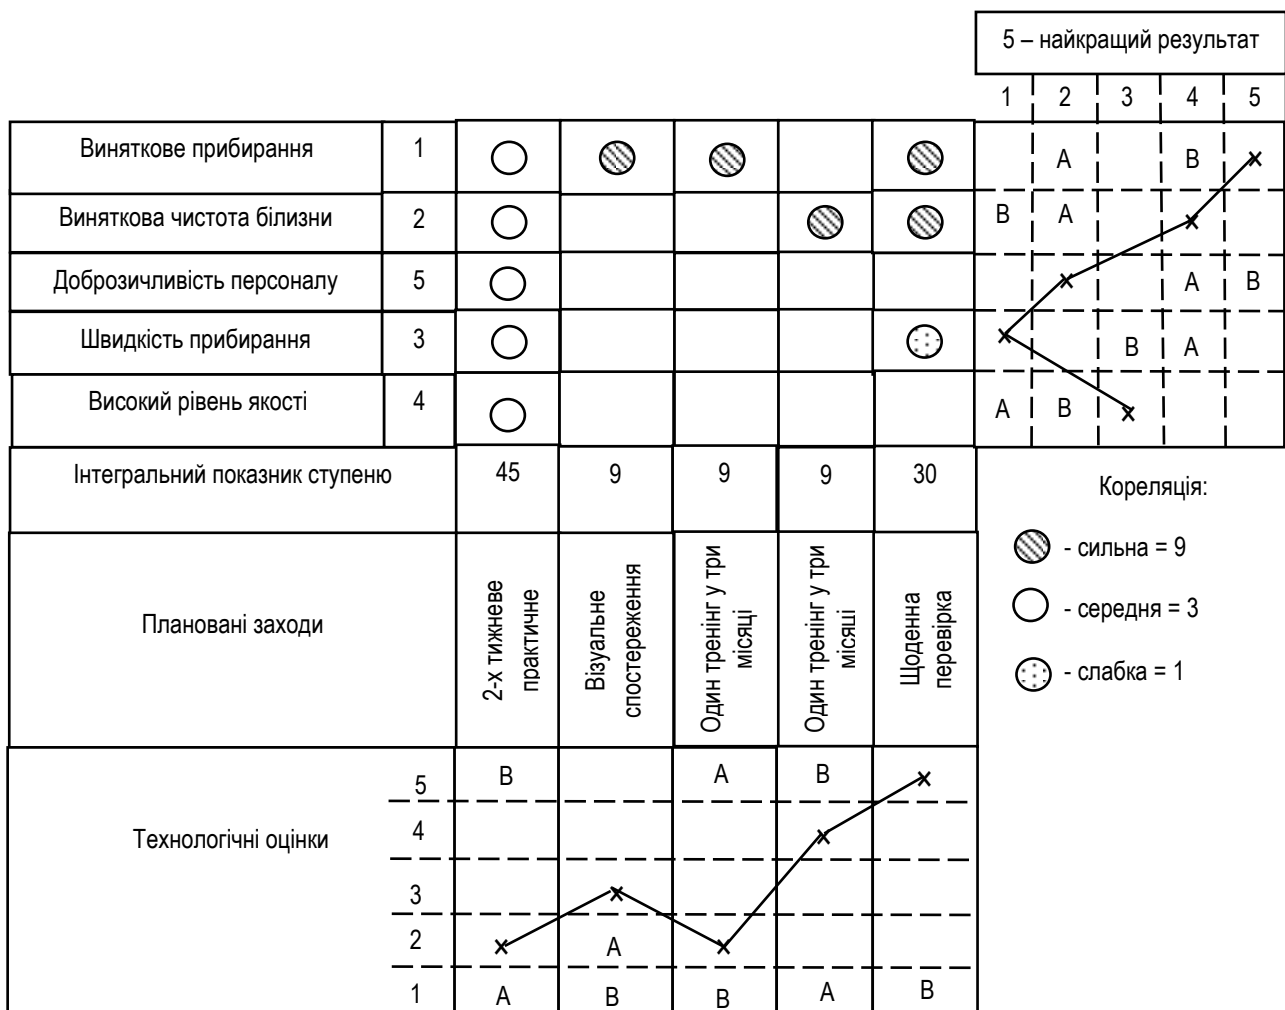 5 – найкращий результат
1 2 3 4 5
Виняткове прибирання 1 А В
Виняткова чистота білизни 2 В А
Доброзичливість персоналу 5 А В
Швидкість прибирання 3 В А
Високий рівень якості 4 А В
Інтегральний показник ступеню 45 9 9 9 30
Кореляція:
- сильна = 9
- середня = 3
- слабка = 1
Плановані заходи
2-х тижневе
практичне
Візуальне
спостереження
Один тренінг у три
місяці
Один тренінг у три
місяці
Щоденна
перевірка
Технологічні оцінки
5 В А В
4
3
2 А
1 А В В А В